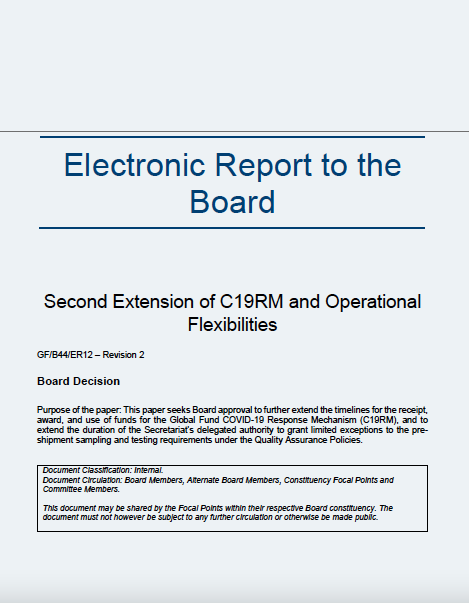 Electronic Report to the
Board
Second Extension of C19RM and Operational
Flexibilities
GF/B44/ER12 – Revision 2
Board Decision
Purpose of the paper: This paper seeks Board approval to further extend the timelines for the receipt,
award, and use of funds for the Global Fund COVID-19 Response Mechanism (C19RM), and to
extend the duration of the Secretariat's delegated authority to grant limited exceptions to the pre-
shipment sampling and testing requirements under the Quality Assurance Policies.
Document Classification: Internal.
Document Circulation: Board Members, Alternate Board Members, Constituency Focal Points and
Committee Members.
This document may be shared by the Focal Points within their respective Board constituency. The
document must not however be subject to any further circulation or otherwise be made public.